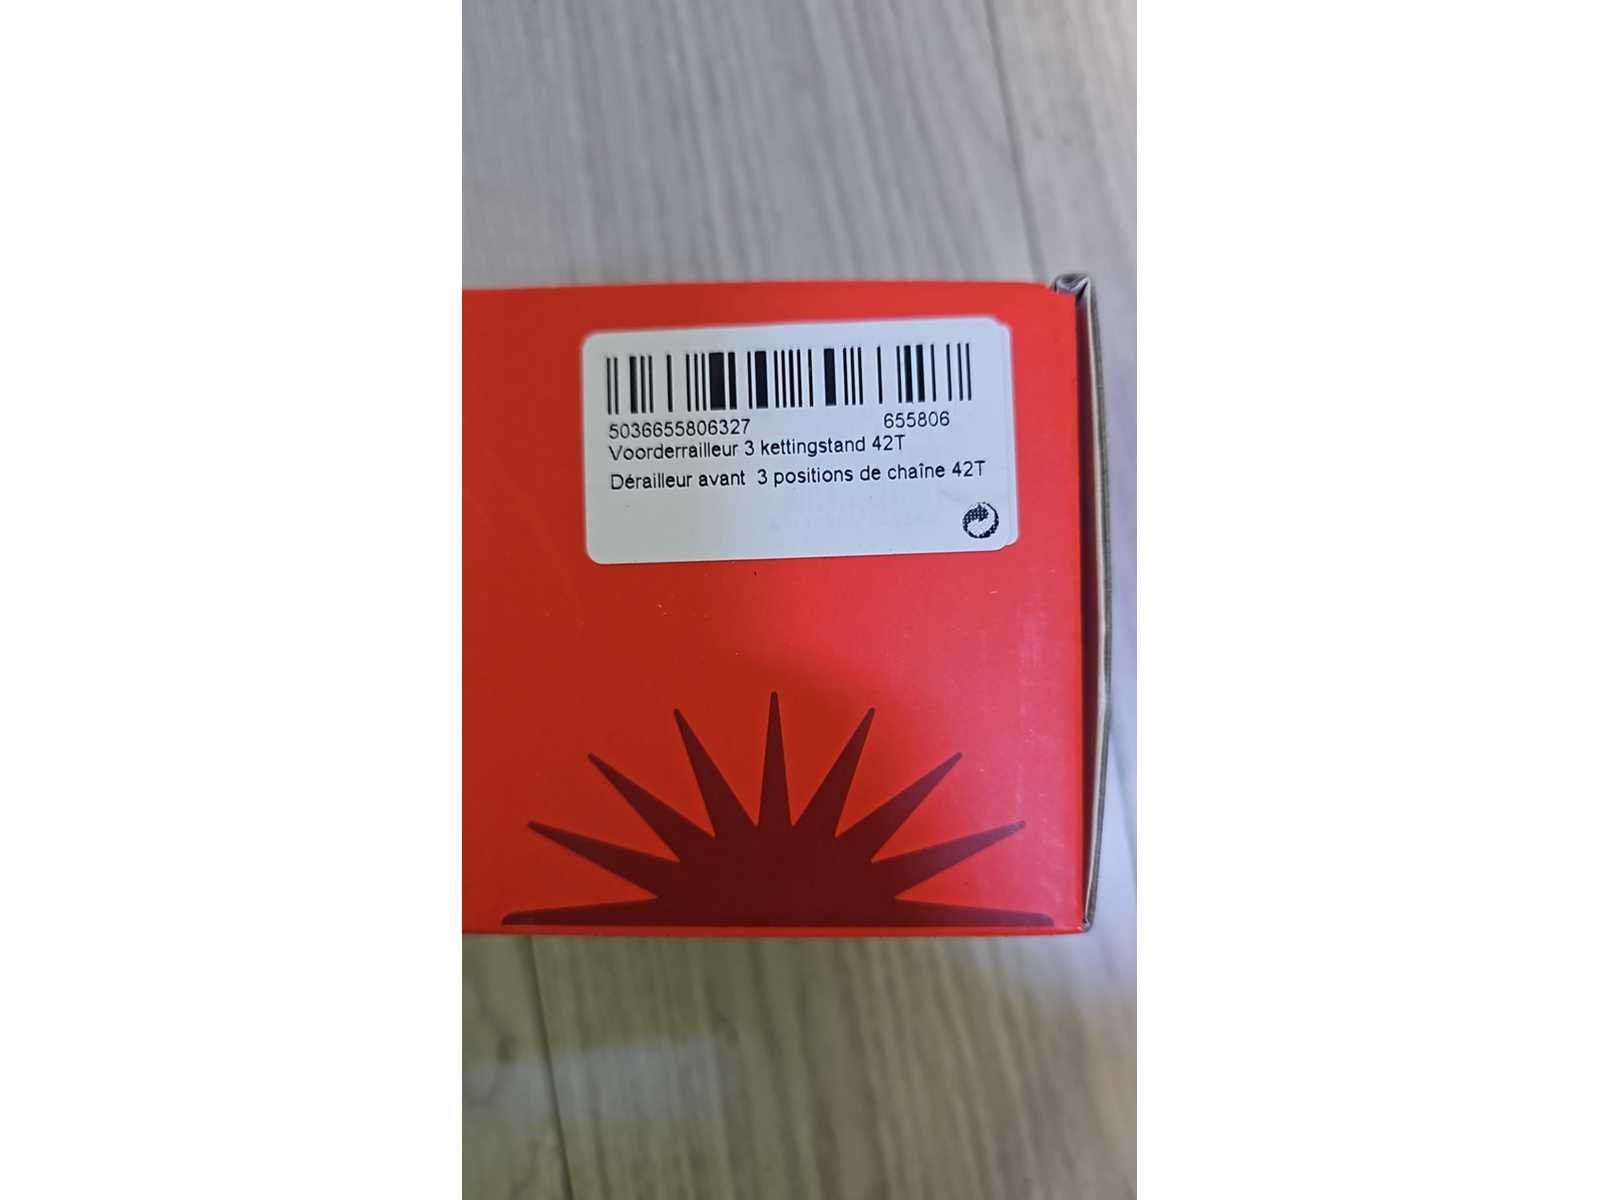 5036655806327 655806
Voorderrailleur 3 kettingstand 42T
Dérailleur avant 3 positions de chaîne 42T